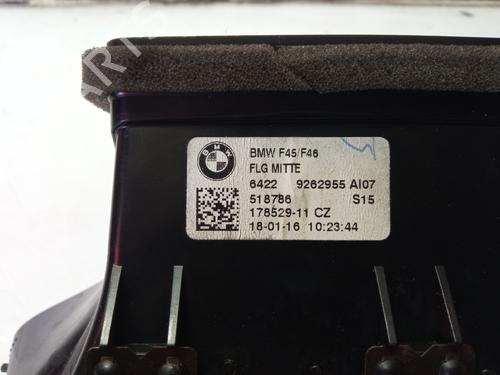 BMW F45/F46
FLG MITTE
6422 9262955 AI07
518786 S15
178529-11 CZ
18-01-16 10:23:44